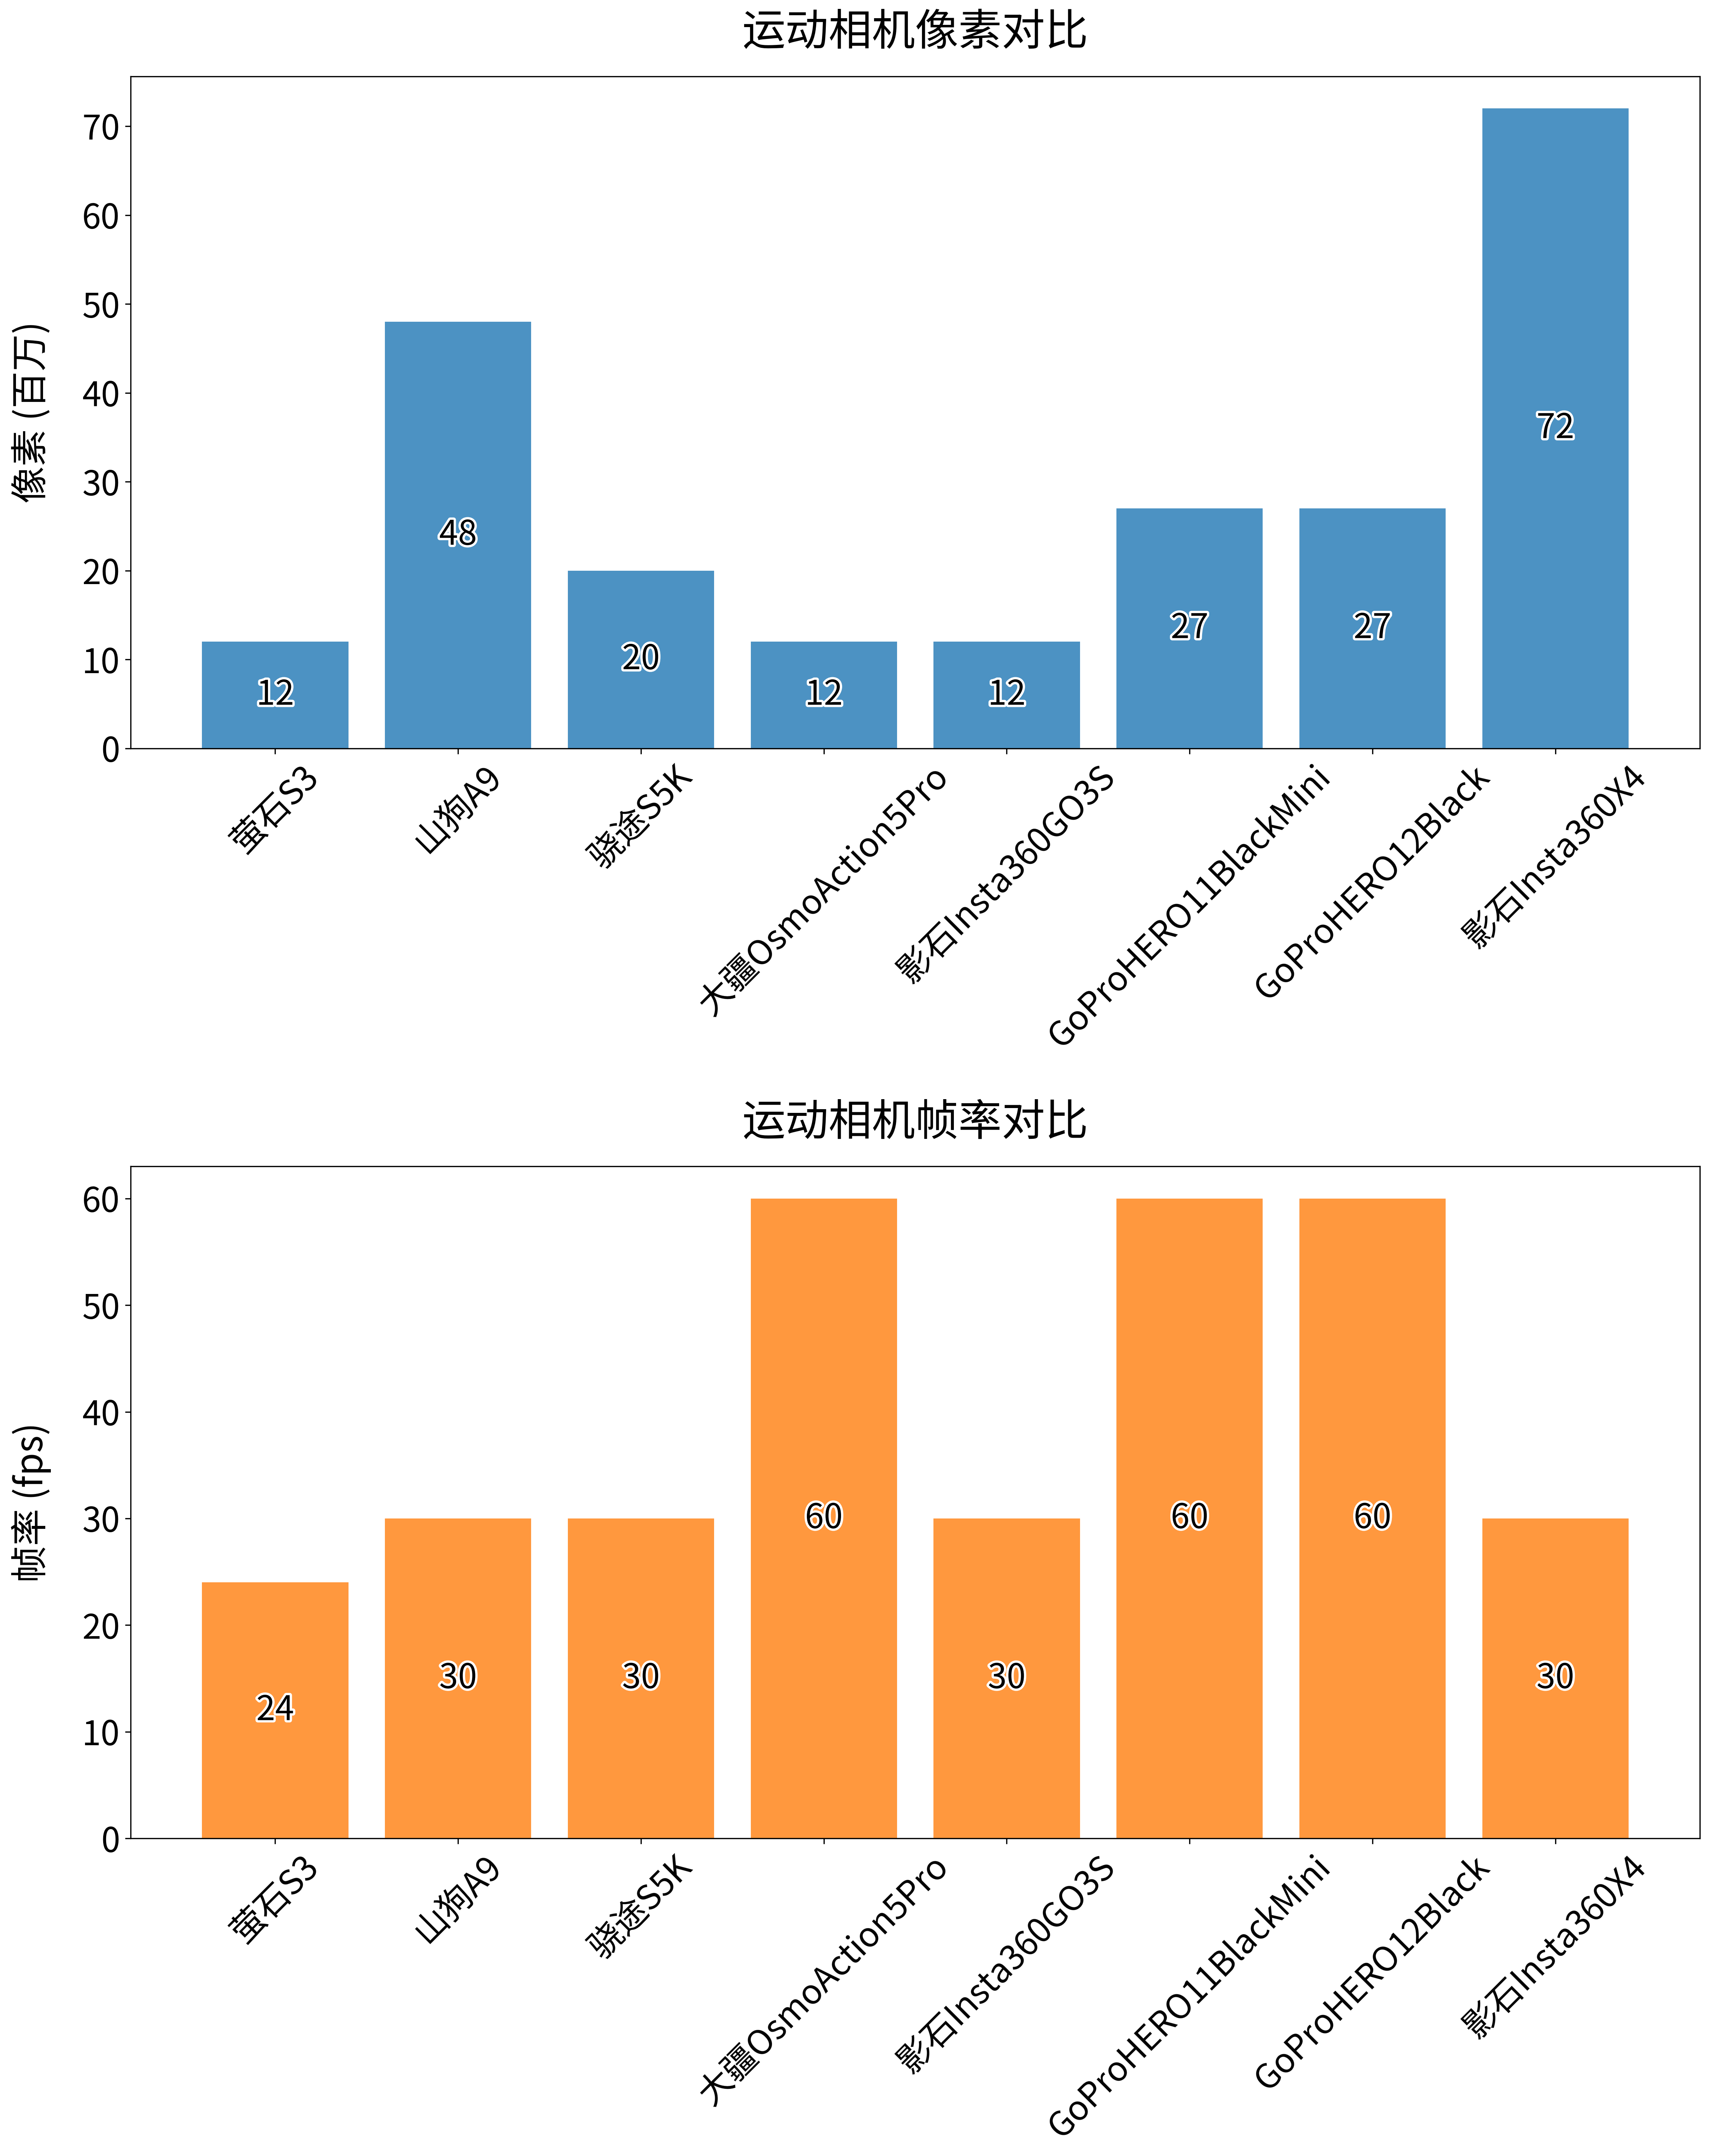 运动相机像素对比
像素 (百万)
70
60
50
40
30
20
10
0
12
48
20
12
12
27
27
72
萤石S3
山狗A9
骁途S5K
大疆OsmoAction5Pro
影石Insta360GO3S
GoProHERO11BlackMini
GoProHERO12Black
影石Insta360X4
运动相机帧率对比
帧率 (fps)
60
50
40
30
20
10
0
24
30
30
60
30
60
60
30
萤石S3
山狗A9
骁途S5K
大疆OsmoAction5Pro
影石Insta360GO3S
GoProHERO11BlackMini
GoProHERO12Black
影石Insta360X4